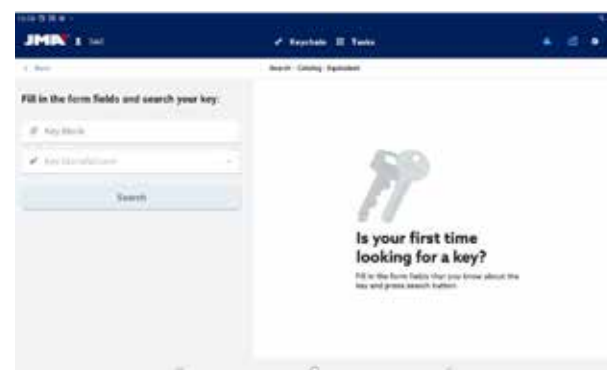 JMA
Keychain Tasks
Back
Search - Catalog - Equivalent
Fill in the form fields and search your key:
Key Blank
Key Manufacturer
Search
Is your first time
looking for a key?
Fill in the form fields that you know about the
key and press search button.